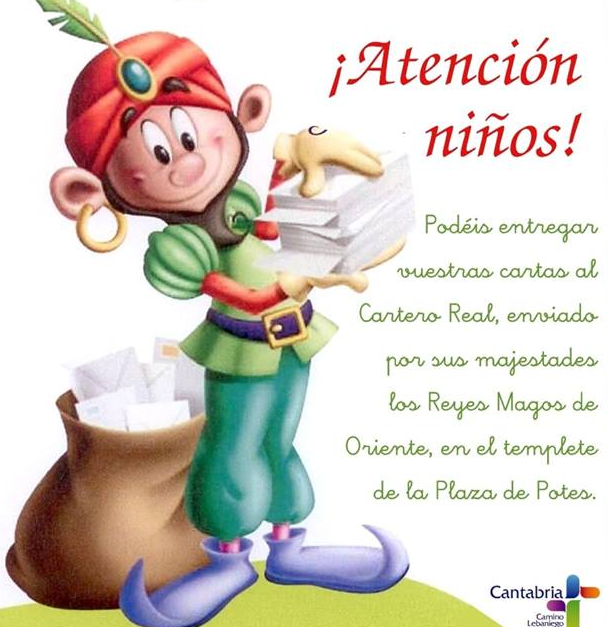 ¡Atención
niños!
Podéis entregar
vuestras cartas al
Cartero Real, enviado
por sus majestades
los Reyes Magos de
Oriente, en el templete
de la Plaza de Potes.
Cantabria
Camino
Lebaniego